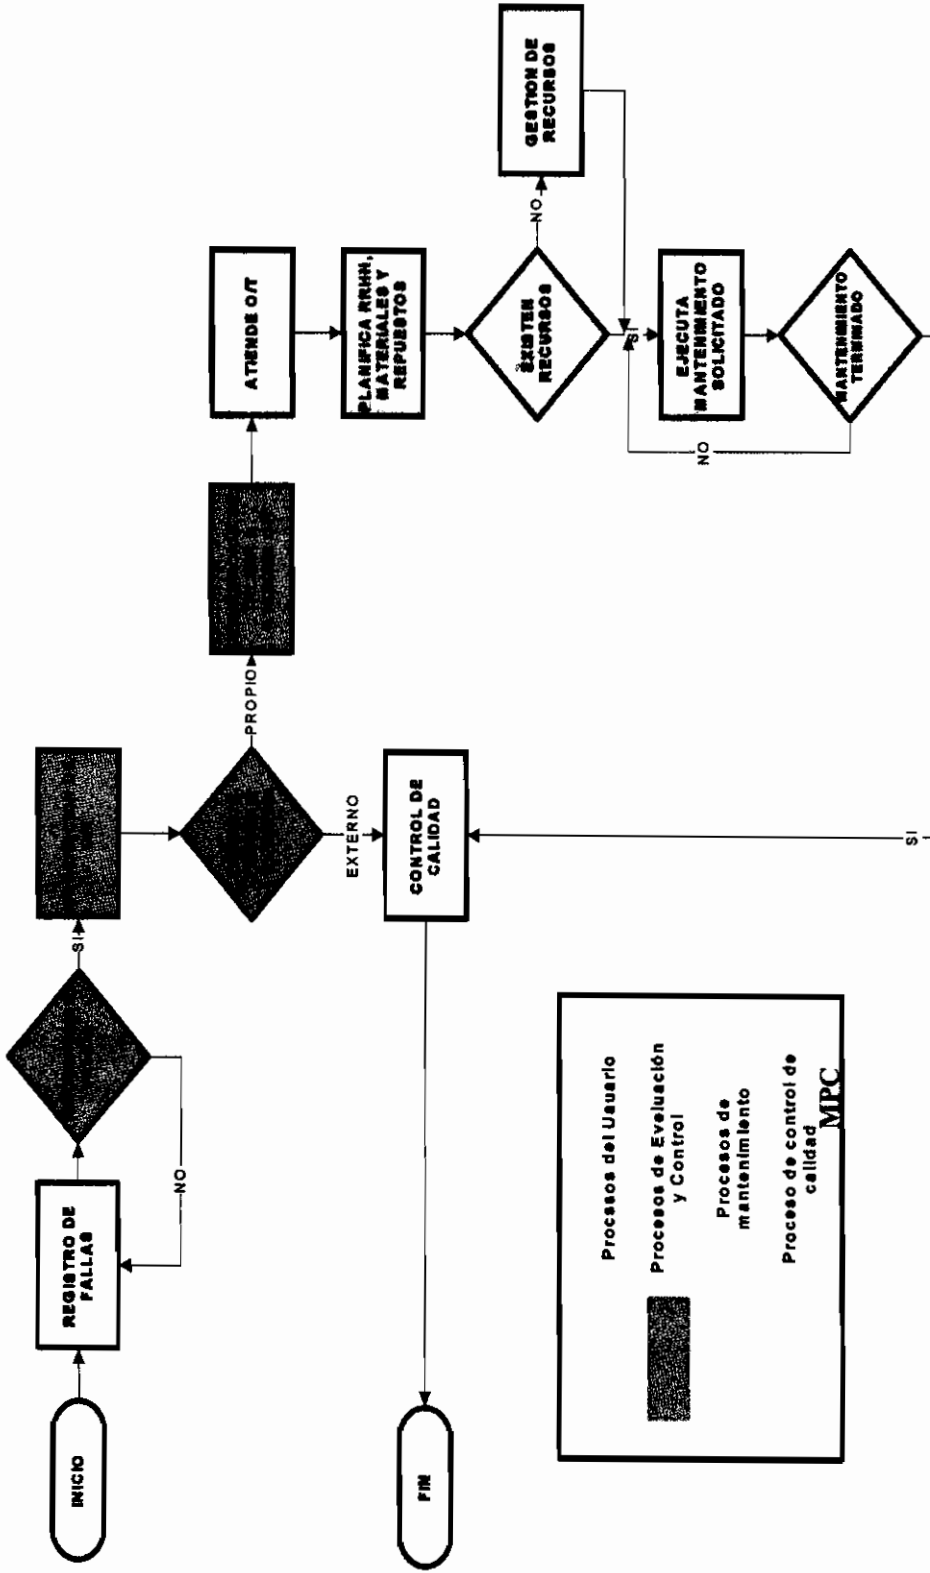 INICIO
REGISTRO DE
FALLAS
NO
SI
PROPIO
EXTERNO
ATIENDE O/T
PLANIFICA RRHH,
MATERIALES Y
REPUESTOS
EXISTEN
RECURSOS
NO
GESTION DE
RECURSOS
SI
EJECUTA
MANTENIMIENTO
SOLICITADO
NO
MANTENIMIENTO
TERMINADO
SI
CONTROL DE
CALIDAD
FIN
Procesos del Usuario
Procesos de Evaluación
y Control
Procesos de
mantenimiento
Proceso de control de
calidad
MPC